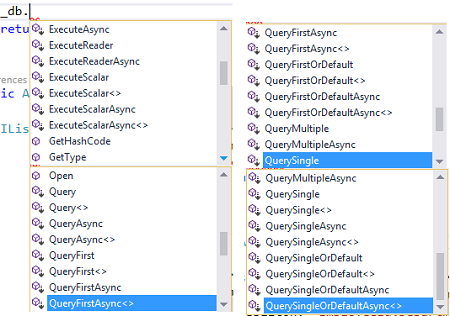 _db.
retu
rences
ic A
IList
ExecuteAsync
ExecuteReader
ExecuteReaderAsync
ExecuteScalar
ExecuteScalar<>
ExecuteScalarAsync
ExecuteScalarAsync<>
GetHashCode
GetType
Open
Query
Query<>
QueryAsync
QueryAsync<>
QueryFirst
QueryFirst<>
QueryFirstAsync
QueryFirstAsync<>
QueryFirstAsync
QueryFirstAsync<>
QueryFirstOrDefault
QueryFirstOrDefault<>
QueryFirstOrDefaultAsync
QueryFirstOrDefaultAsync<>
QueryMultiple
QueryMultipleAsync
QuerySingle
QueryMultipleAsync
QuerySingle
QuerySingle<>
QuerySingleAsync
QuerySingleAsync<>
QuerySingleOrDefault
QuerySingleOrDefault<>
QuerySingleOrDefaultAsync
QuerySingleOrDefaultAsync<>